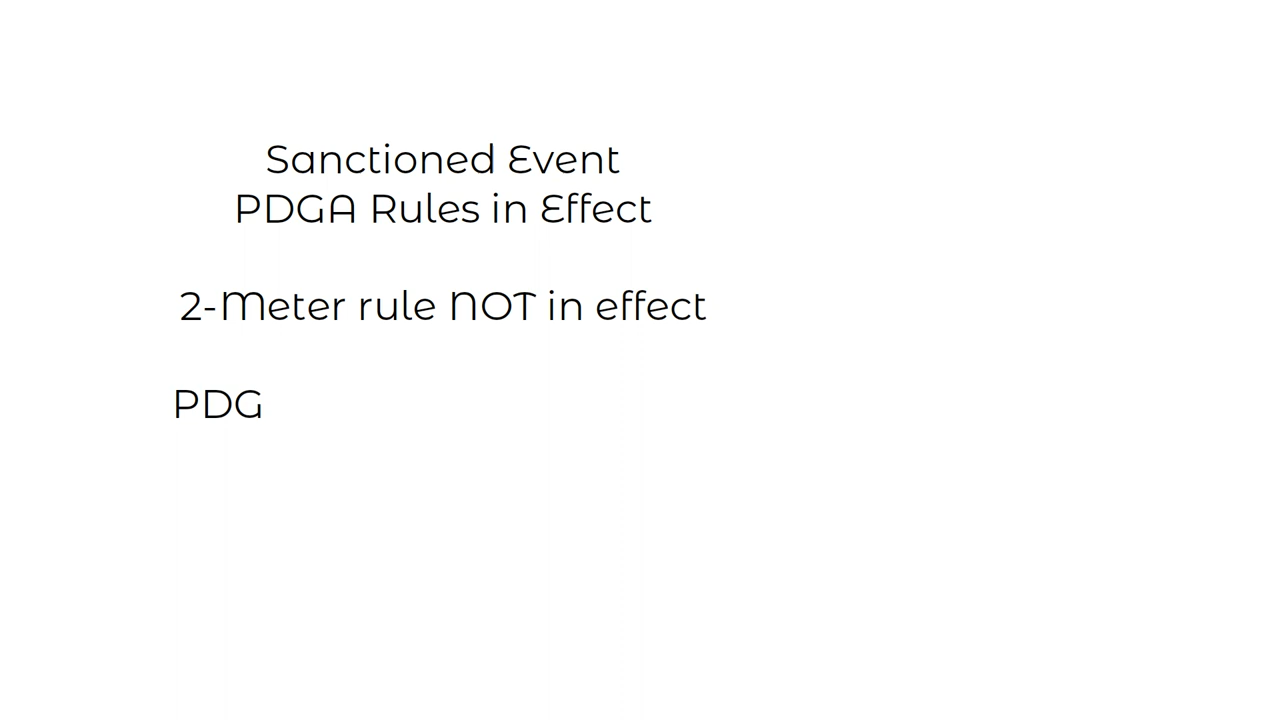 Sanctioned Event
PDGA Rules in Effect
2-Meter rule NOT in effect
PDG